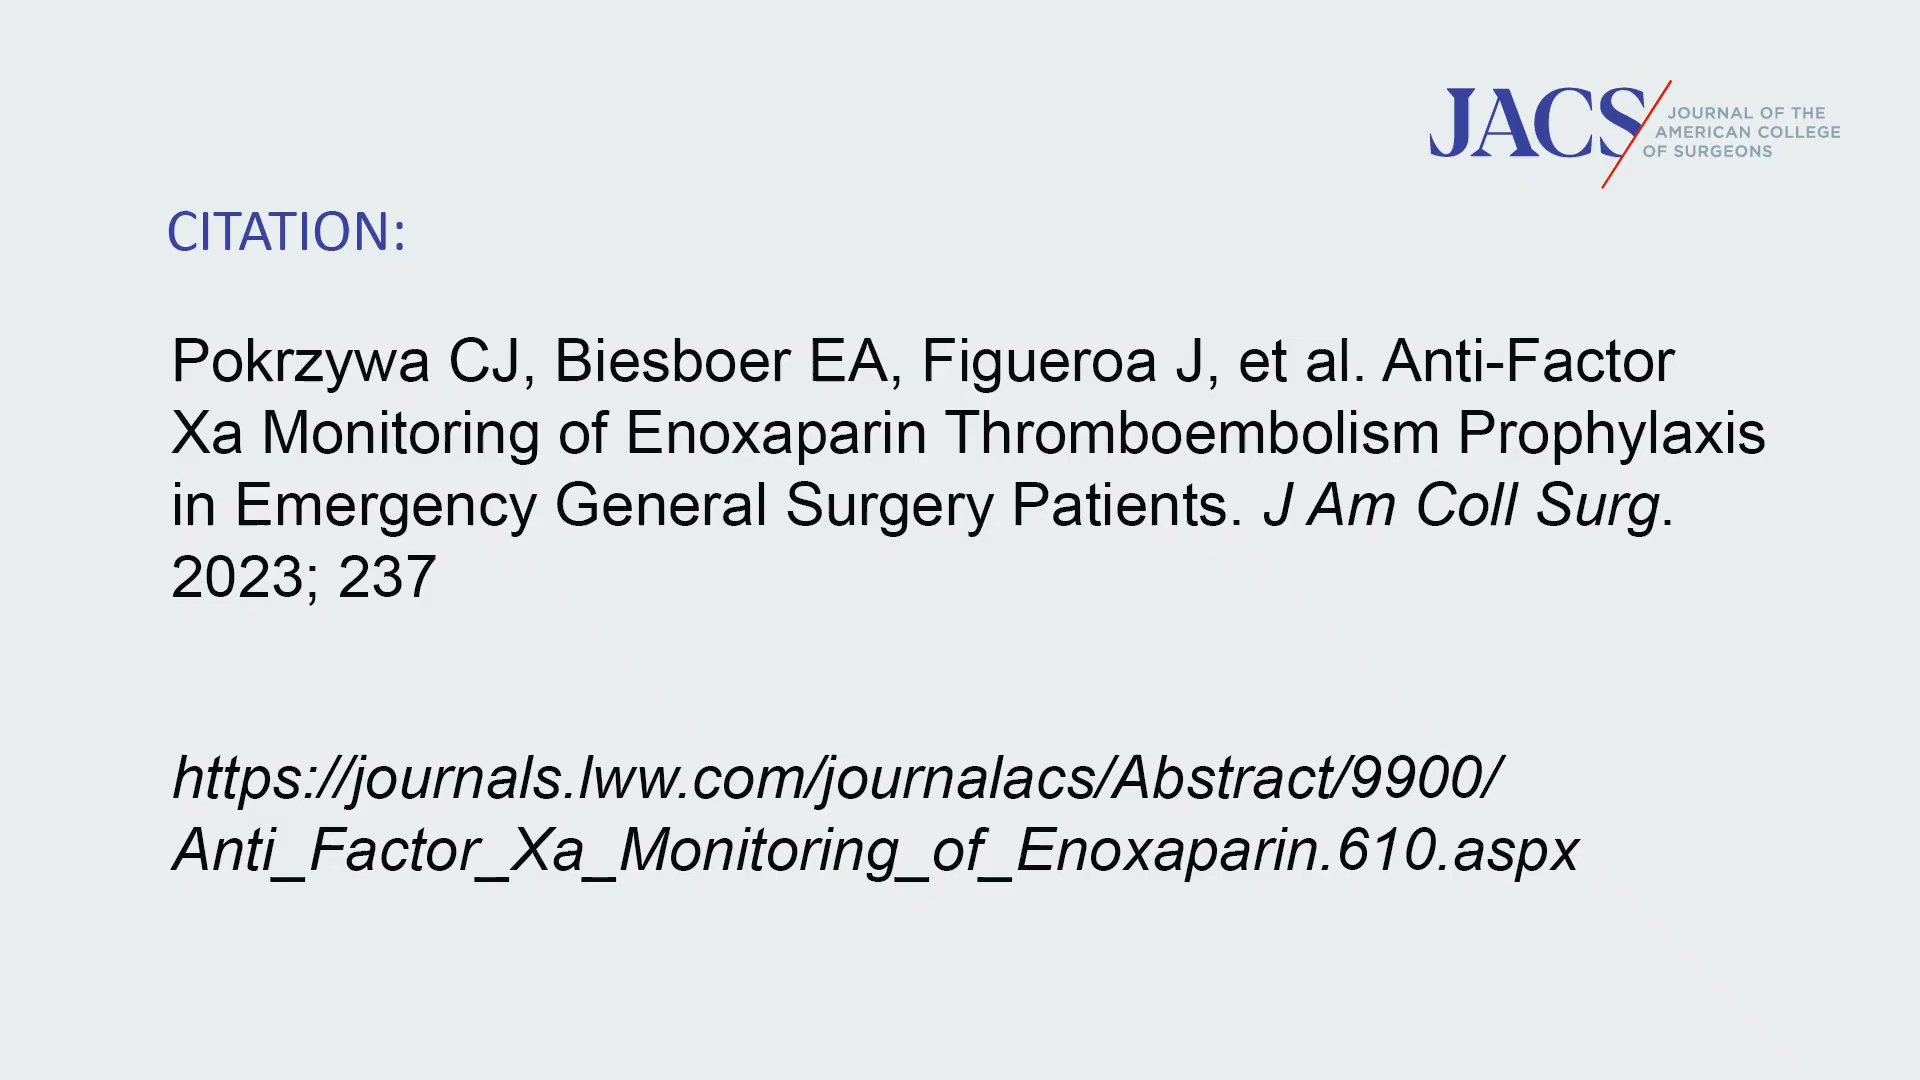 JACS
JOURNAL OF THE
AMERICAN COLLEGE
OF SURGEONS
CITATION:
Pokrzywa CJ, Biesboer EA, Figueroa J, et al. Anti-Factor
Xa Monitoring of Enoxaparin Thromboembolism Prophylaxis
in Emergency General Surgery Patients. J Am Coll Surg.
2023; 237
https://journals.lww.com/journalacs/Abstract/9900/
Anti_Factor_Xa_Monitoring_of_Enoxaparin.610.aspx